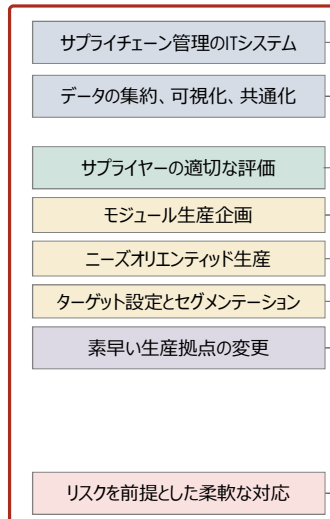 サプライチェーン管理のITシステム
データの集約、可視化、共通化
サプライヤーの適切な評価
モジュール生産企画
ニーズオリエンティッド生産
ターゲット設定とセグメンテーション
素早い生産拠点の変更
リスクを前提とした柔軟な対応